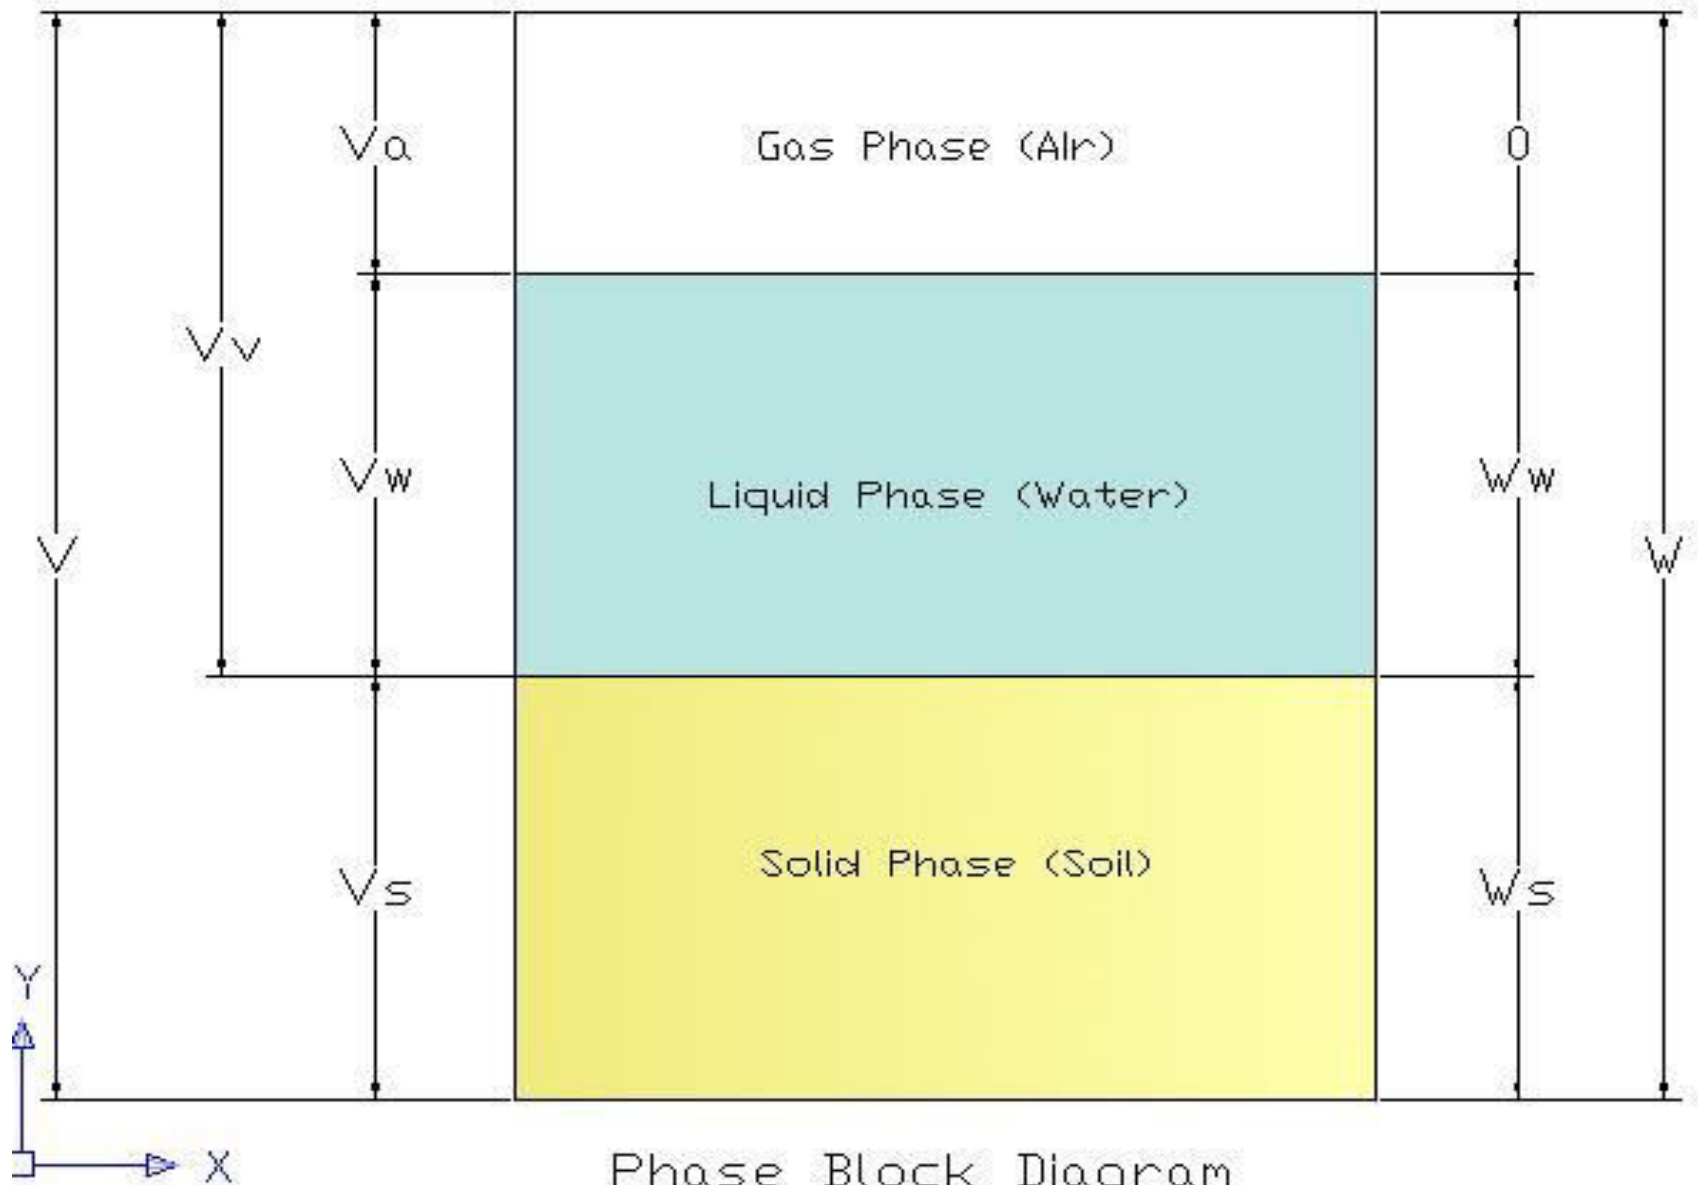 Va
Gas Phase (AIr)
0
Vv
Vw
Liquid Phase (Water)
Ww
V
W
Solid Phase (Soil)
Vs
Ws
Y
X
Phase Block Diagram